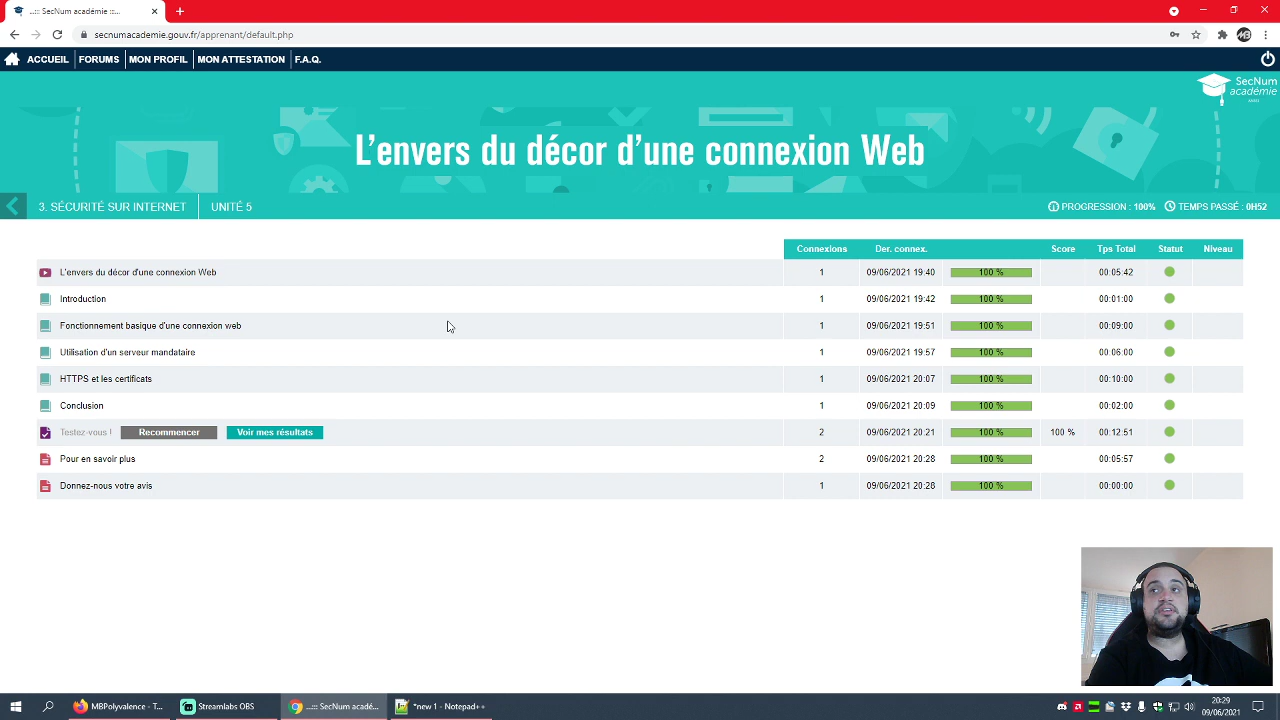 ..::: SecNum académie :::..
secnumacademie.gouv.fr/apprenant/default.php
ACCUEIL FORUMS MON PROFIL MON ATTESTATION F.A.Q.
SecNum
académie
L'envers du décor d'une connexion Web
3. SÉCURITÉ SUR INTERNET UNITÉ 5 PROGRESSION : 100% TEMPS PASSÉ : 0H52
Connexions Der. connex. Score Tps Total Statut Niveau
L'envers du décor d'une connexion Web 1 09/06/2021 19:40 100 % 00:05:42
Introduction 1 09/06/2021 19:42 100 % 00:01:00
Fonctionnement basique d'une connexion web 1 09/06/2021 19:51 100 % 00:09:00
Utilisation d'un serveur mandataire 1 09/06/2021 19:57 100 % 00:06:00
HTTPS et les certificats 1 09/06/2021 20:07 100 % 00:10:00
Conclusion 1 09/06/2021 20:09 100 % 00:02:00
Testez-vous ! Recommencer Voir mes résultats 2 09/06/2021 20:21 100 % 100 % 00:12:51
Pour en savoir plus 2 09/06/2021 20:28 100 % 00:05:57
Donnez-nous votre avis 1 09/06/2021 20:28 100 % 00:00:00
MBPolyvalence - T... Streamlabs OBS ..::: SecNum acadé... *new 1 - Notepad++ 20:29
09/06/2021